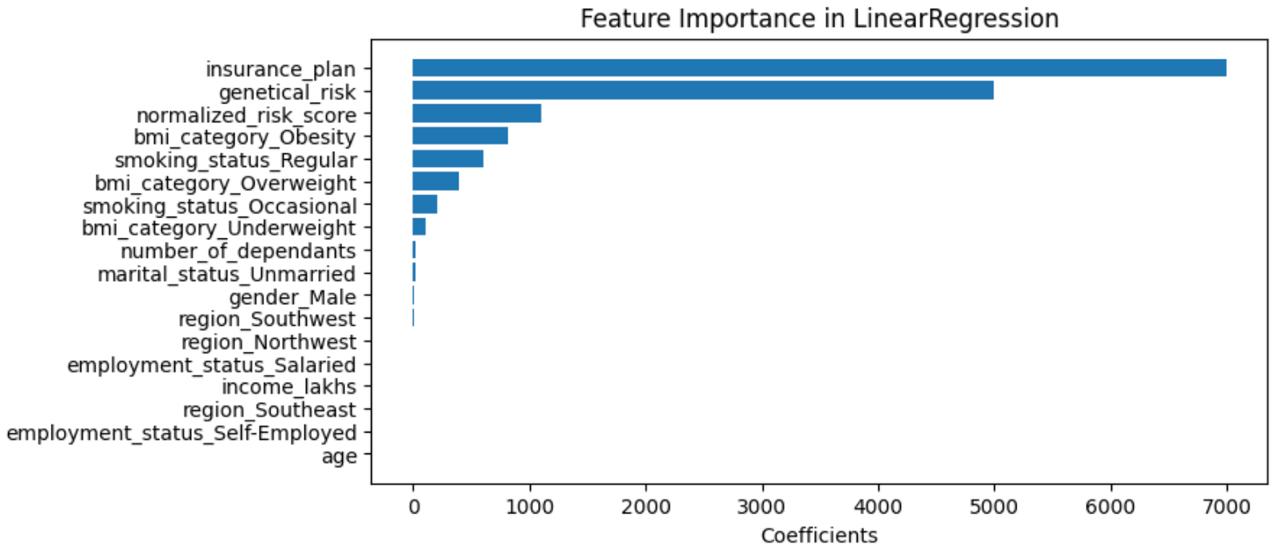 Feature Importance in LinearRegression
insurance_plan
genetical_risk
normalized_risk_score
bmi_category_Obesity
smoking_status_Regular
bmi_category_Overweight
smoking_status_Occasional
bmi_category_Underweight
number_of_dependants
marital_status_Unmarried
gender_Male
region_Southwest
region_Northwest
employment_status_Salaried
income_lakhs
region_Southeast
employment_status_Self-Employed
age
0 1000 2000 3000 4000 5000 6000 7000
Coefficients